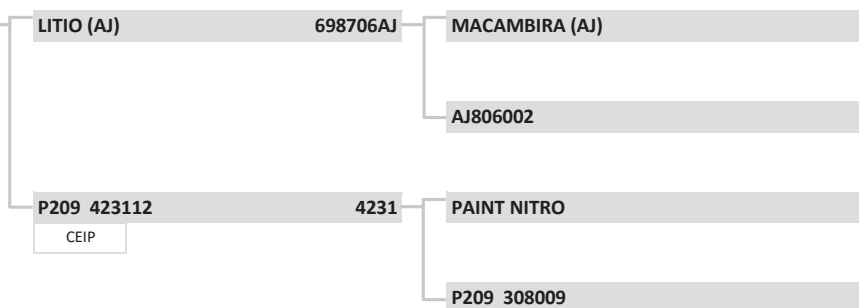 LITIO (AJ) 698706AJ
MACAMBIRA (AJ)
AJ806002
P209 423112 4231
CEIP
PAINT NITRO
P209 308009